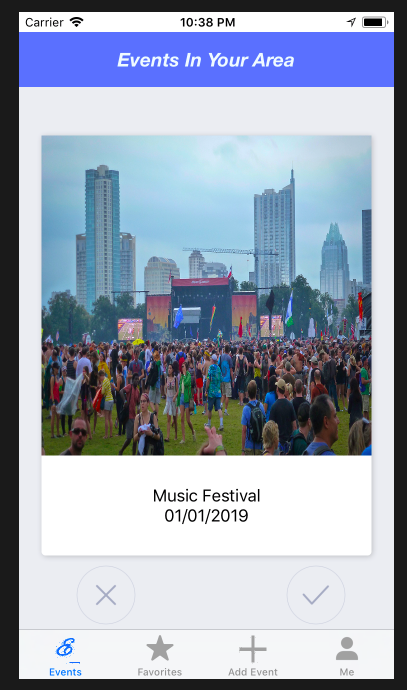 Carrier 10:38 PM
Events In Your Area
Music Festival
01/01/2019
Events Favorites Add Event Me